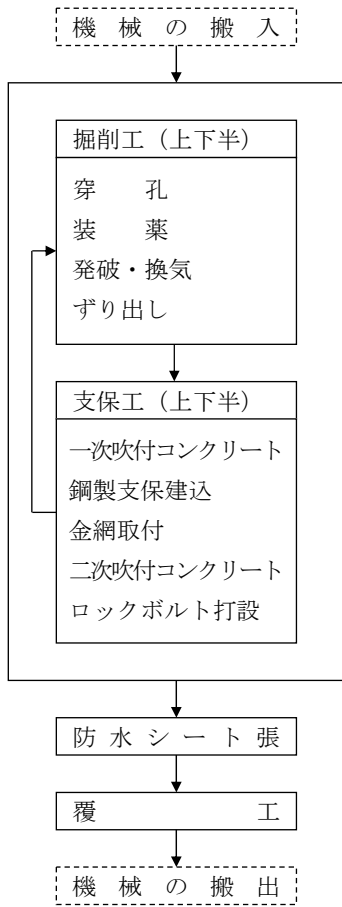 機械の搬入
掘削工（上下半）
穿孔
装薬
発破・換気
ずり出し
支保工（上下半）
一次吹付コンクリート
鋼製支保建込
金網取付
二次吹付コンクリート
ロックボルト打設
防水シート張
覆工
機械の搬出